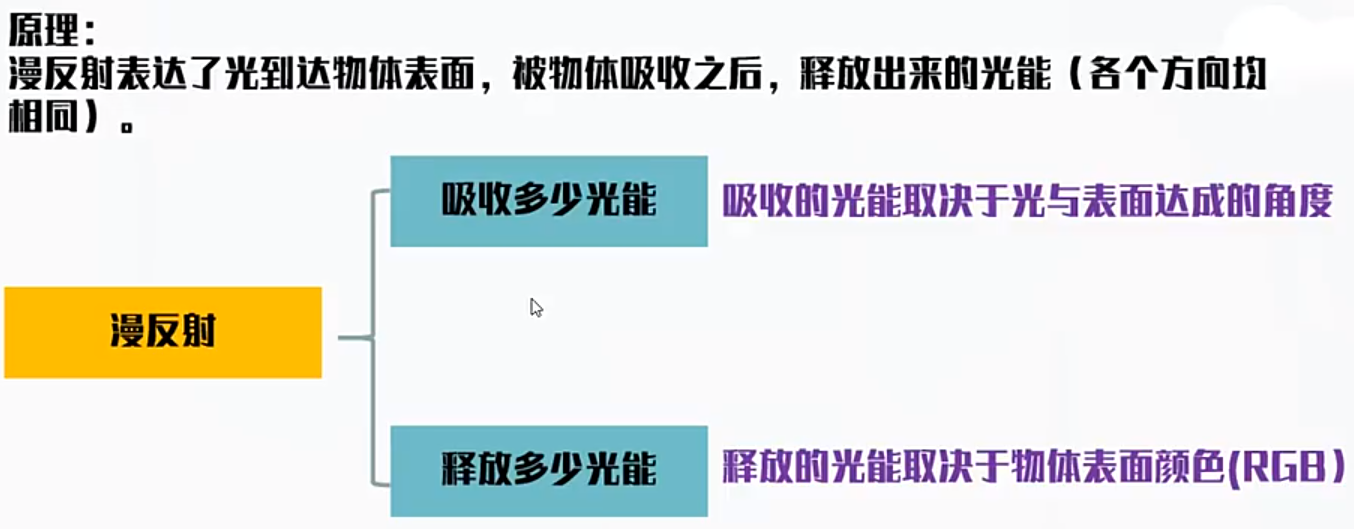 原理：
漫反射表达了光到达物体表面，被物体吸收之后，释放出来的光能（各个方向均
相同）。
吸收多少光能
吸收的光能取决于光与表面达成的角度
漫反射
释放多少光能
释放的光能取决于物体表面颜色(RGB）